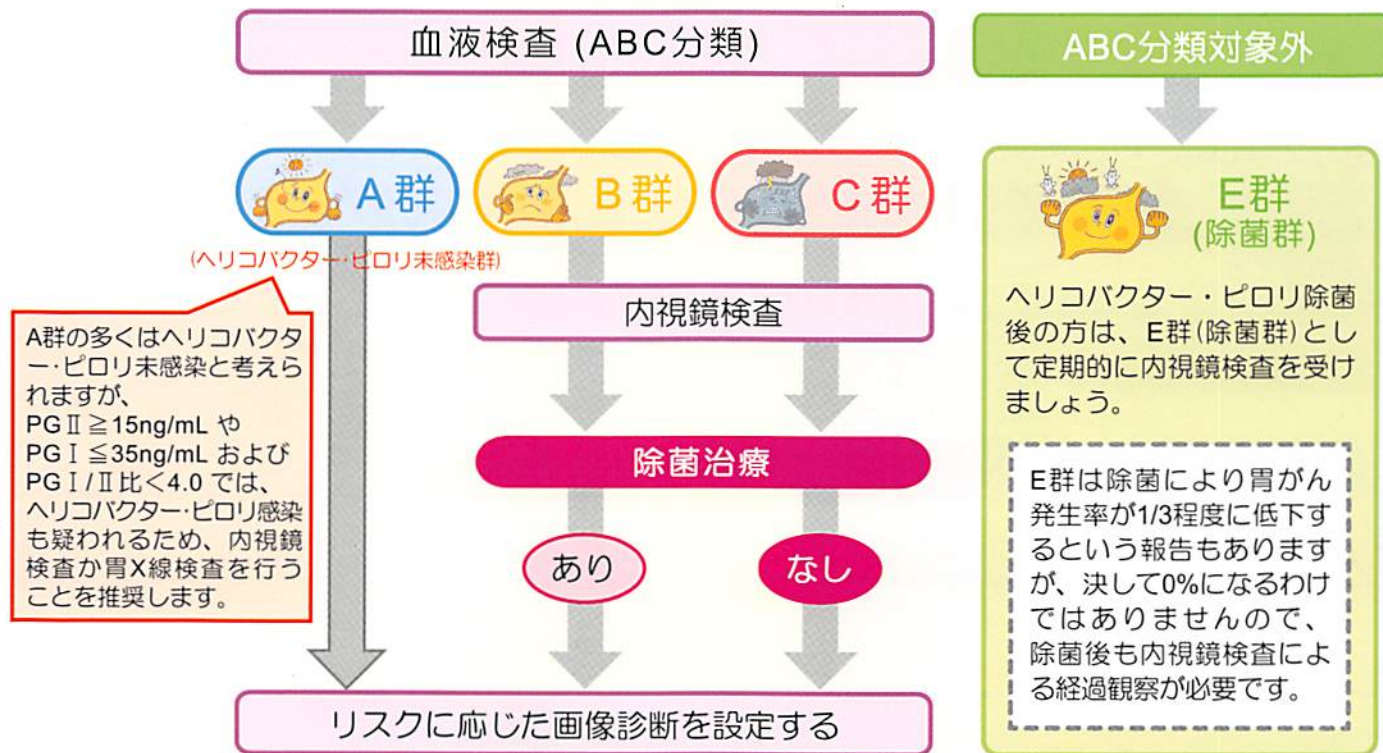 血液検査 (ABC分類)
A群
B群
C群
(ヘリコバクター・ピロリ未感染群)
A群の多くはヘリコバクタ
ー・ピロリ未感染と考えら
れますが、
PGⅡ≧15ng/mL や
PGⅠ≦35ng/mL および
PGⅠ/Ⅱ比<4.0 では、
ヘリコバクター・ピロリ感染
も疑われるため、内視鏡
検査か胃X線検査を行う
ことを推奨します。
内視鏡検査
除菌治療
あり
なし
リスクに応じた画像診断を設定する
ABC分類対象外
E群
(除菌群)
ヘリコバクター・ピロリ除菌
後の方は、E群(除菌群)とし
て定期的に内視鏡検査を受け
ましょう。
E群は除菌により胃がん
発生率が1/3程度に低下す
るという報告もあります
が、決して0%になるわけ
ではありませんので、
除菌後も内視鏡検査によ
る経過観察が必要です。